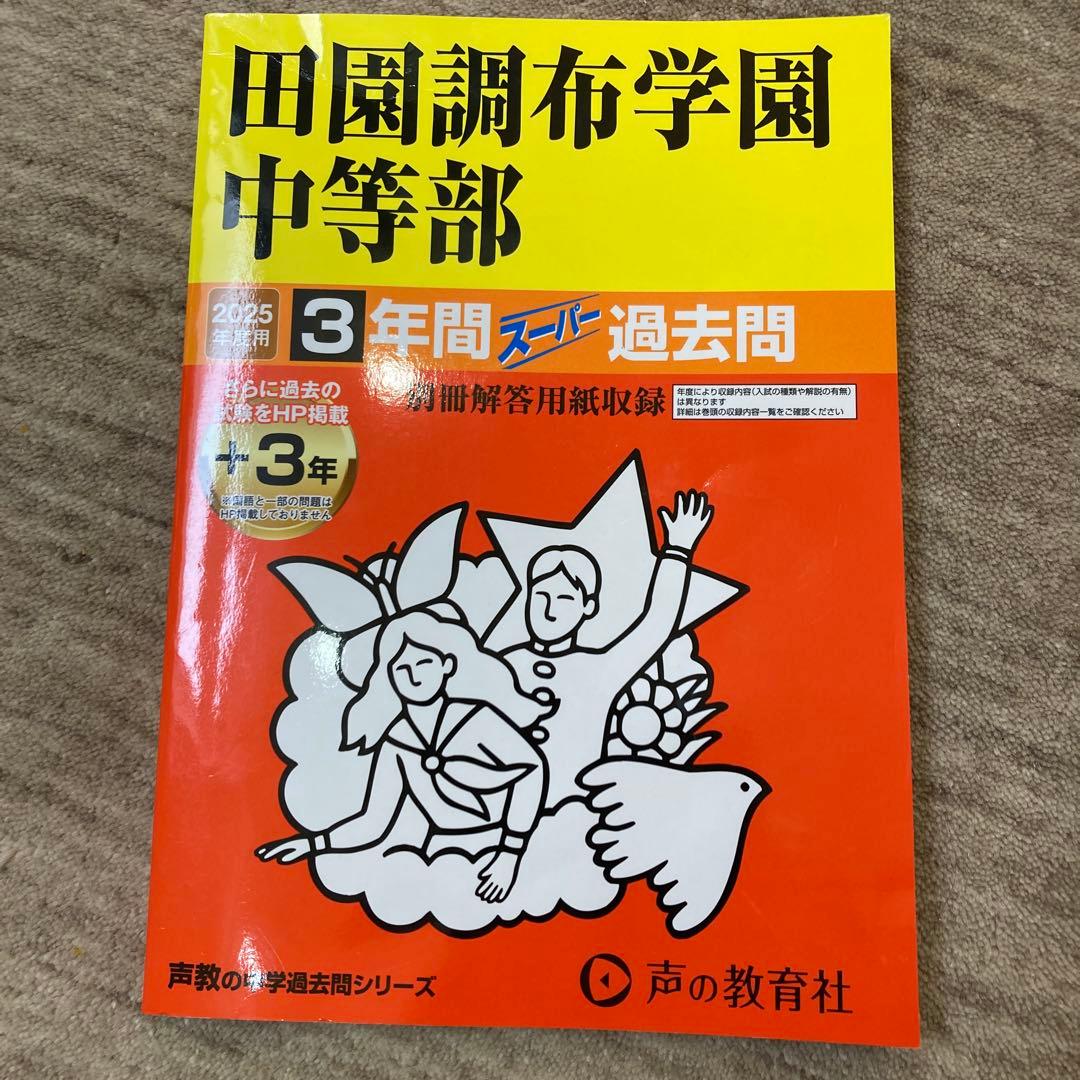 田園調布学園
中等部
2025
年度用
3年間スーパー過去問
さらに過去の
試験をHP掲載
+3年
※国語と一部の問題は
HP掲載しておりません
別冊解答用紙収録
年度により収録内容(入試の種類や解説の有無)
は異なります
詳細は巻頭の収録内容一覧をご確認ください
声教の中学過去問シリーズ
声の教育社